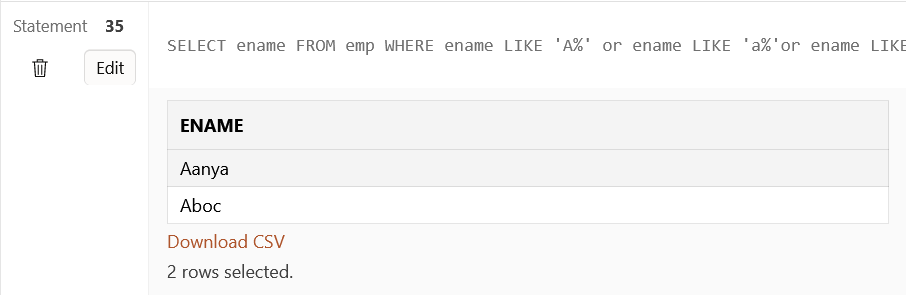 Statement 35
Edit
SELECT ename FROM emp WHERE ename LIKE 'A%' or ename LIKE 'a%'or ename LIKE
ENAME
Aanya
Aboc
Download CSV
2 rows selected.